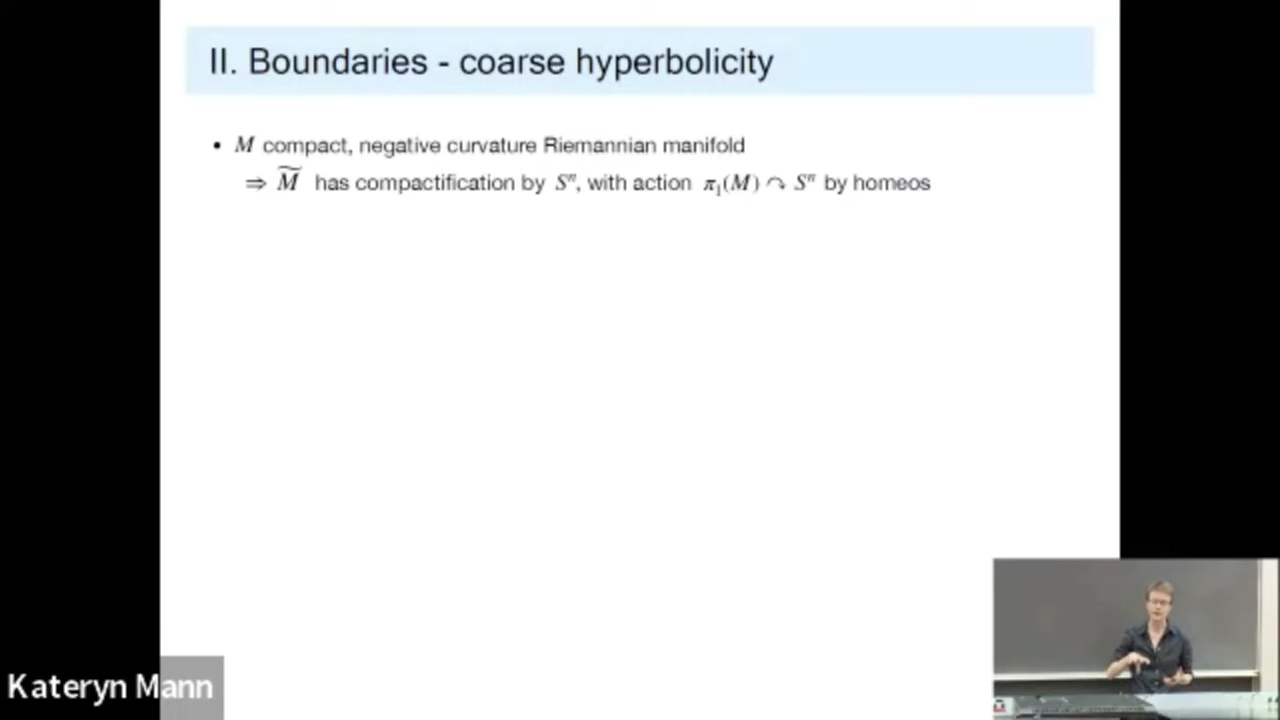 II. Boundaries - coarse hyperbolicity
• M compact, negative curvature Riemannian manifold
⇒ M̃ has compactification by Sⁿ, with action π₁(M) ↷ Sⁿ by homeos
Kateryn Mann